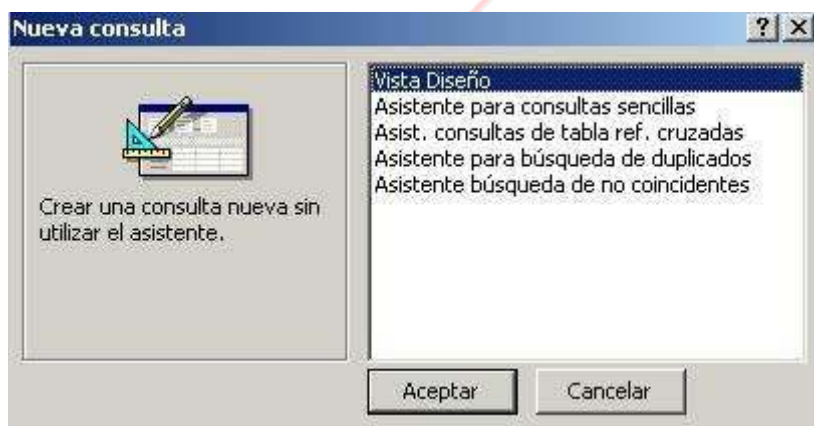 Nueva consulta
Vista Diseño
Asistente para consultas sencillas
Asist. consultas de tabla ref. cruzadas
Asistente para búsqueda de duplicados
Asistente búsqueda de no coincidentes
Crear una consulta nueva sin
utilizar el asistente.
Aceptar
Cancelar